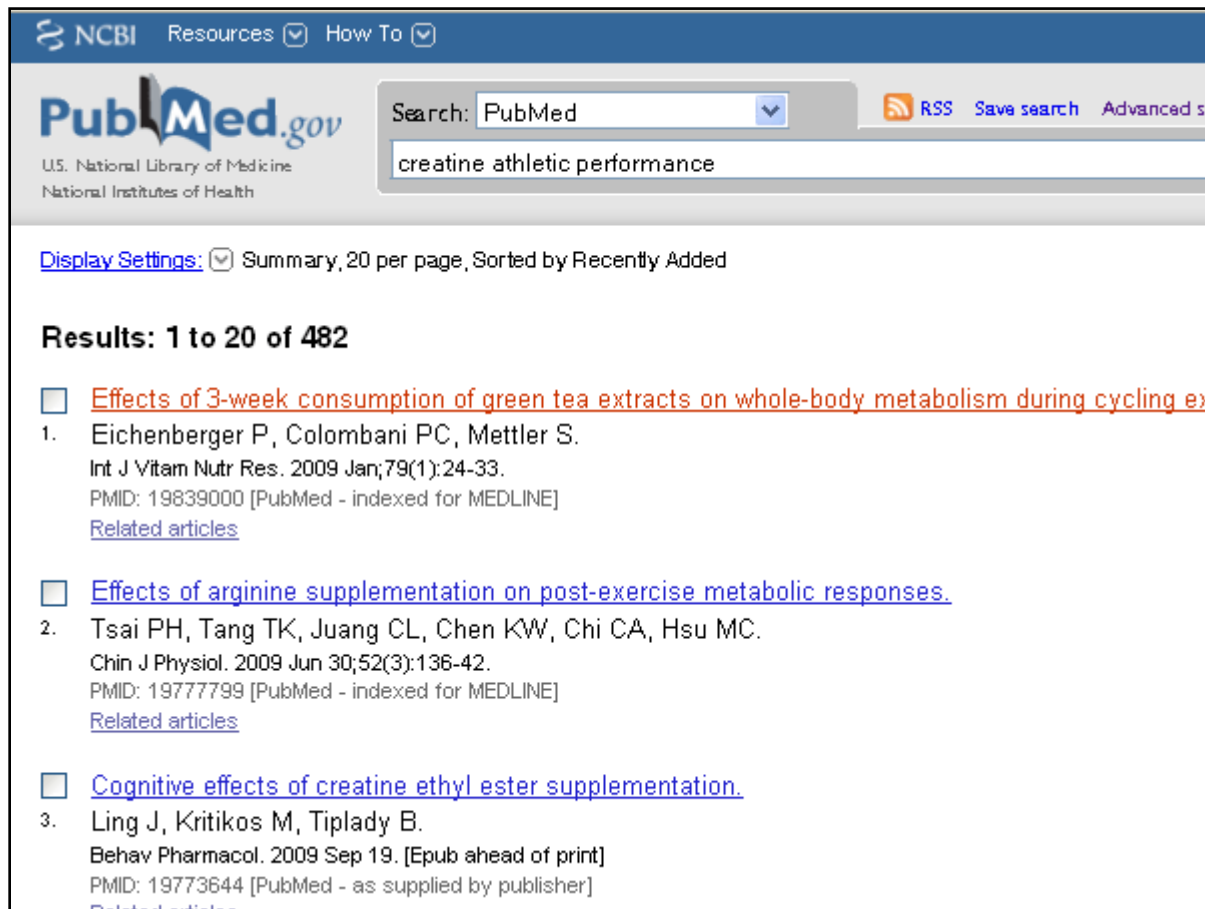 NCBI Resources How To
PubMed.gov
U.S. National Library of Medicine
National Institutes of Health
Search: PubMed
RSS Save search Advanced s
creatine athletic performance
Display Settings: Summary, 20 per page, Sorted by Recently Added
Results: 1 to 20 of 482
Effects of 3-week consumption of green tea extracts on whole-body metabolism during cycling ex
1. Eichenberger P, Colombani PC, Mettler S.
Int J Vitam Nutr Res. 2009 Jan;79(1):24-33.
PMID: 19839000 [PubMed - indexed for MEDLINE]
Related articles
Effects of arginine supplementation on post-exercise metabolic responses.
2. Tsai PH, Tang TK, Juang CL, Chen KW, Chi CA, Hsu MC.
Chin J Physiol. 2009 Jun 30;52(3):136-42.
PMID: 19777799 [PubMed - indexed for MEDLINE]
Related articles
Cognitive effects of creatine ethyl ester supplementation.
3. Ling J, Kritikos M, Tiplady B.
Behav Pharmacol. 2009 Sep 19. [Epub ahead of print]
PMID: 19773644 [PubMed - as supplied by publisher]
Related articles